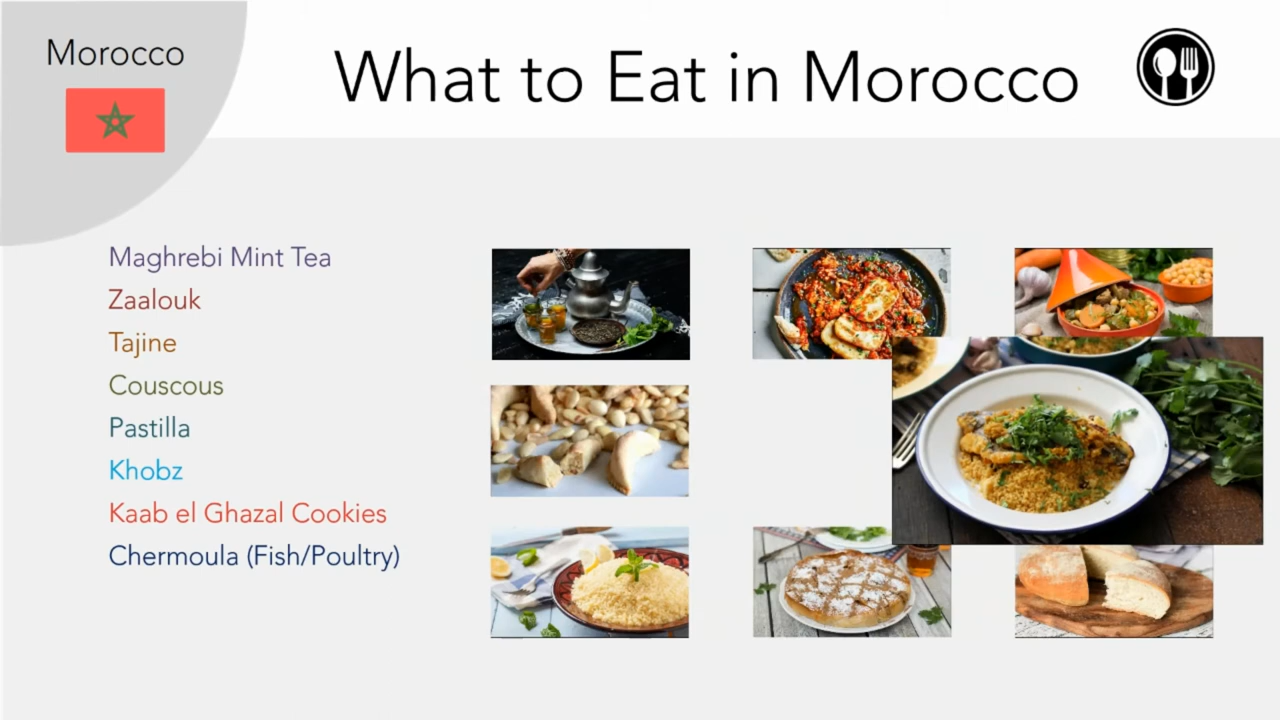 Morocco
What to Eat in Morocco
Maghrebi Mint Tea
Zaalouk
Tajine
Couscous
Pastilla
Khobz
Kaab el Ghazal Cookies
Chermoula (Fish/Poultry)